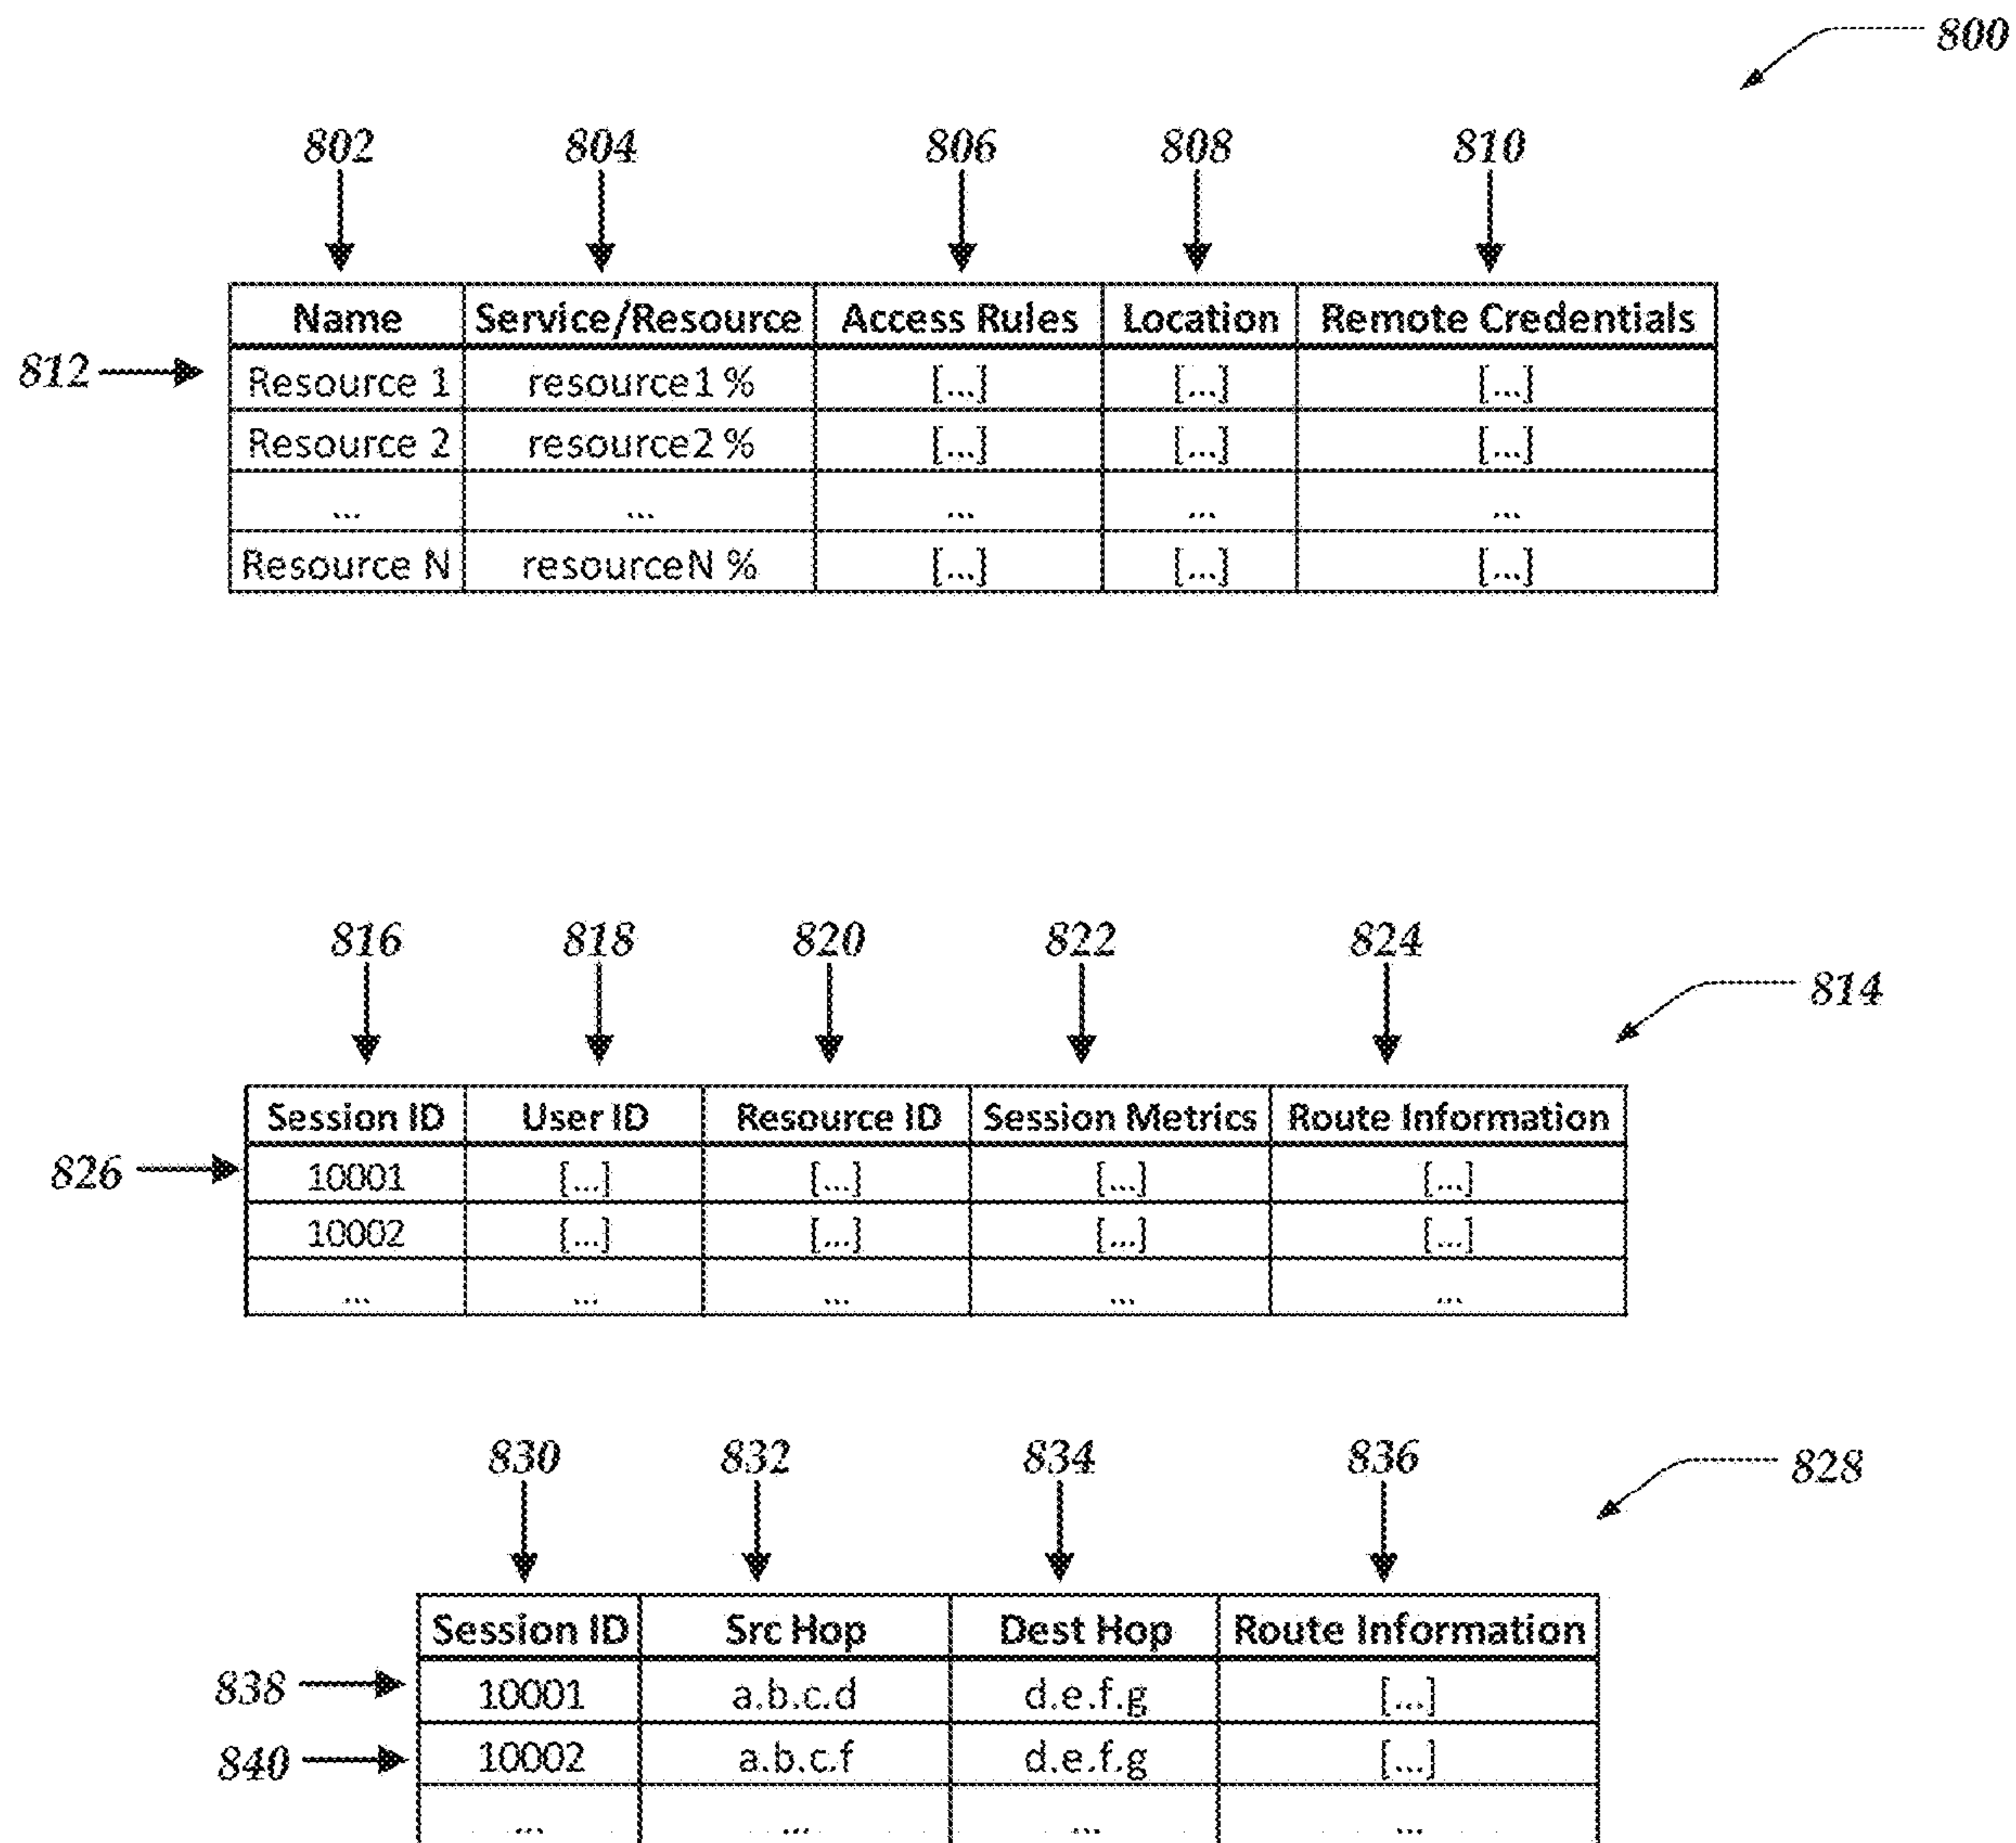 800
802 804 806 808 810
Name Service/Resource Access Rules Location Remote Credentials
812 Resource 1 resource1 % [...] [...] [...]
Resource 2 resource2 % [...] [...] [...]
... ... ... ... ...
Resource N resourceN % [...] [...] [...]
816 818 820 822 824
814
Session ID User ID Resource ID Session Metrics Route Information
826 10001 [...] [...] [...] [...]
10002 [...] [...] [...] [...]
... ... ... ... ...
830 832 834 836 828
Session ID Src Hop Dest Hop Route Information
838 10001 a.b.c.d d.e.f.g [...]
840 10002 a.b.c.f d.e.f.g [...]
... ... ... ...